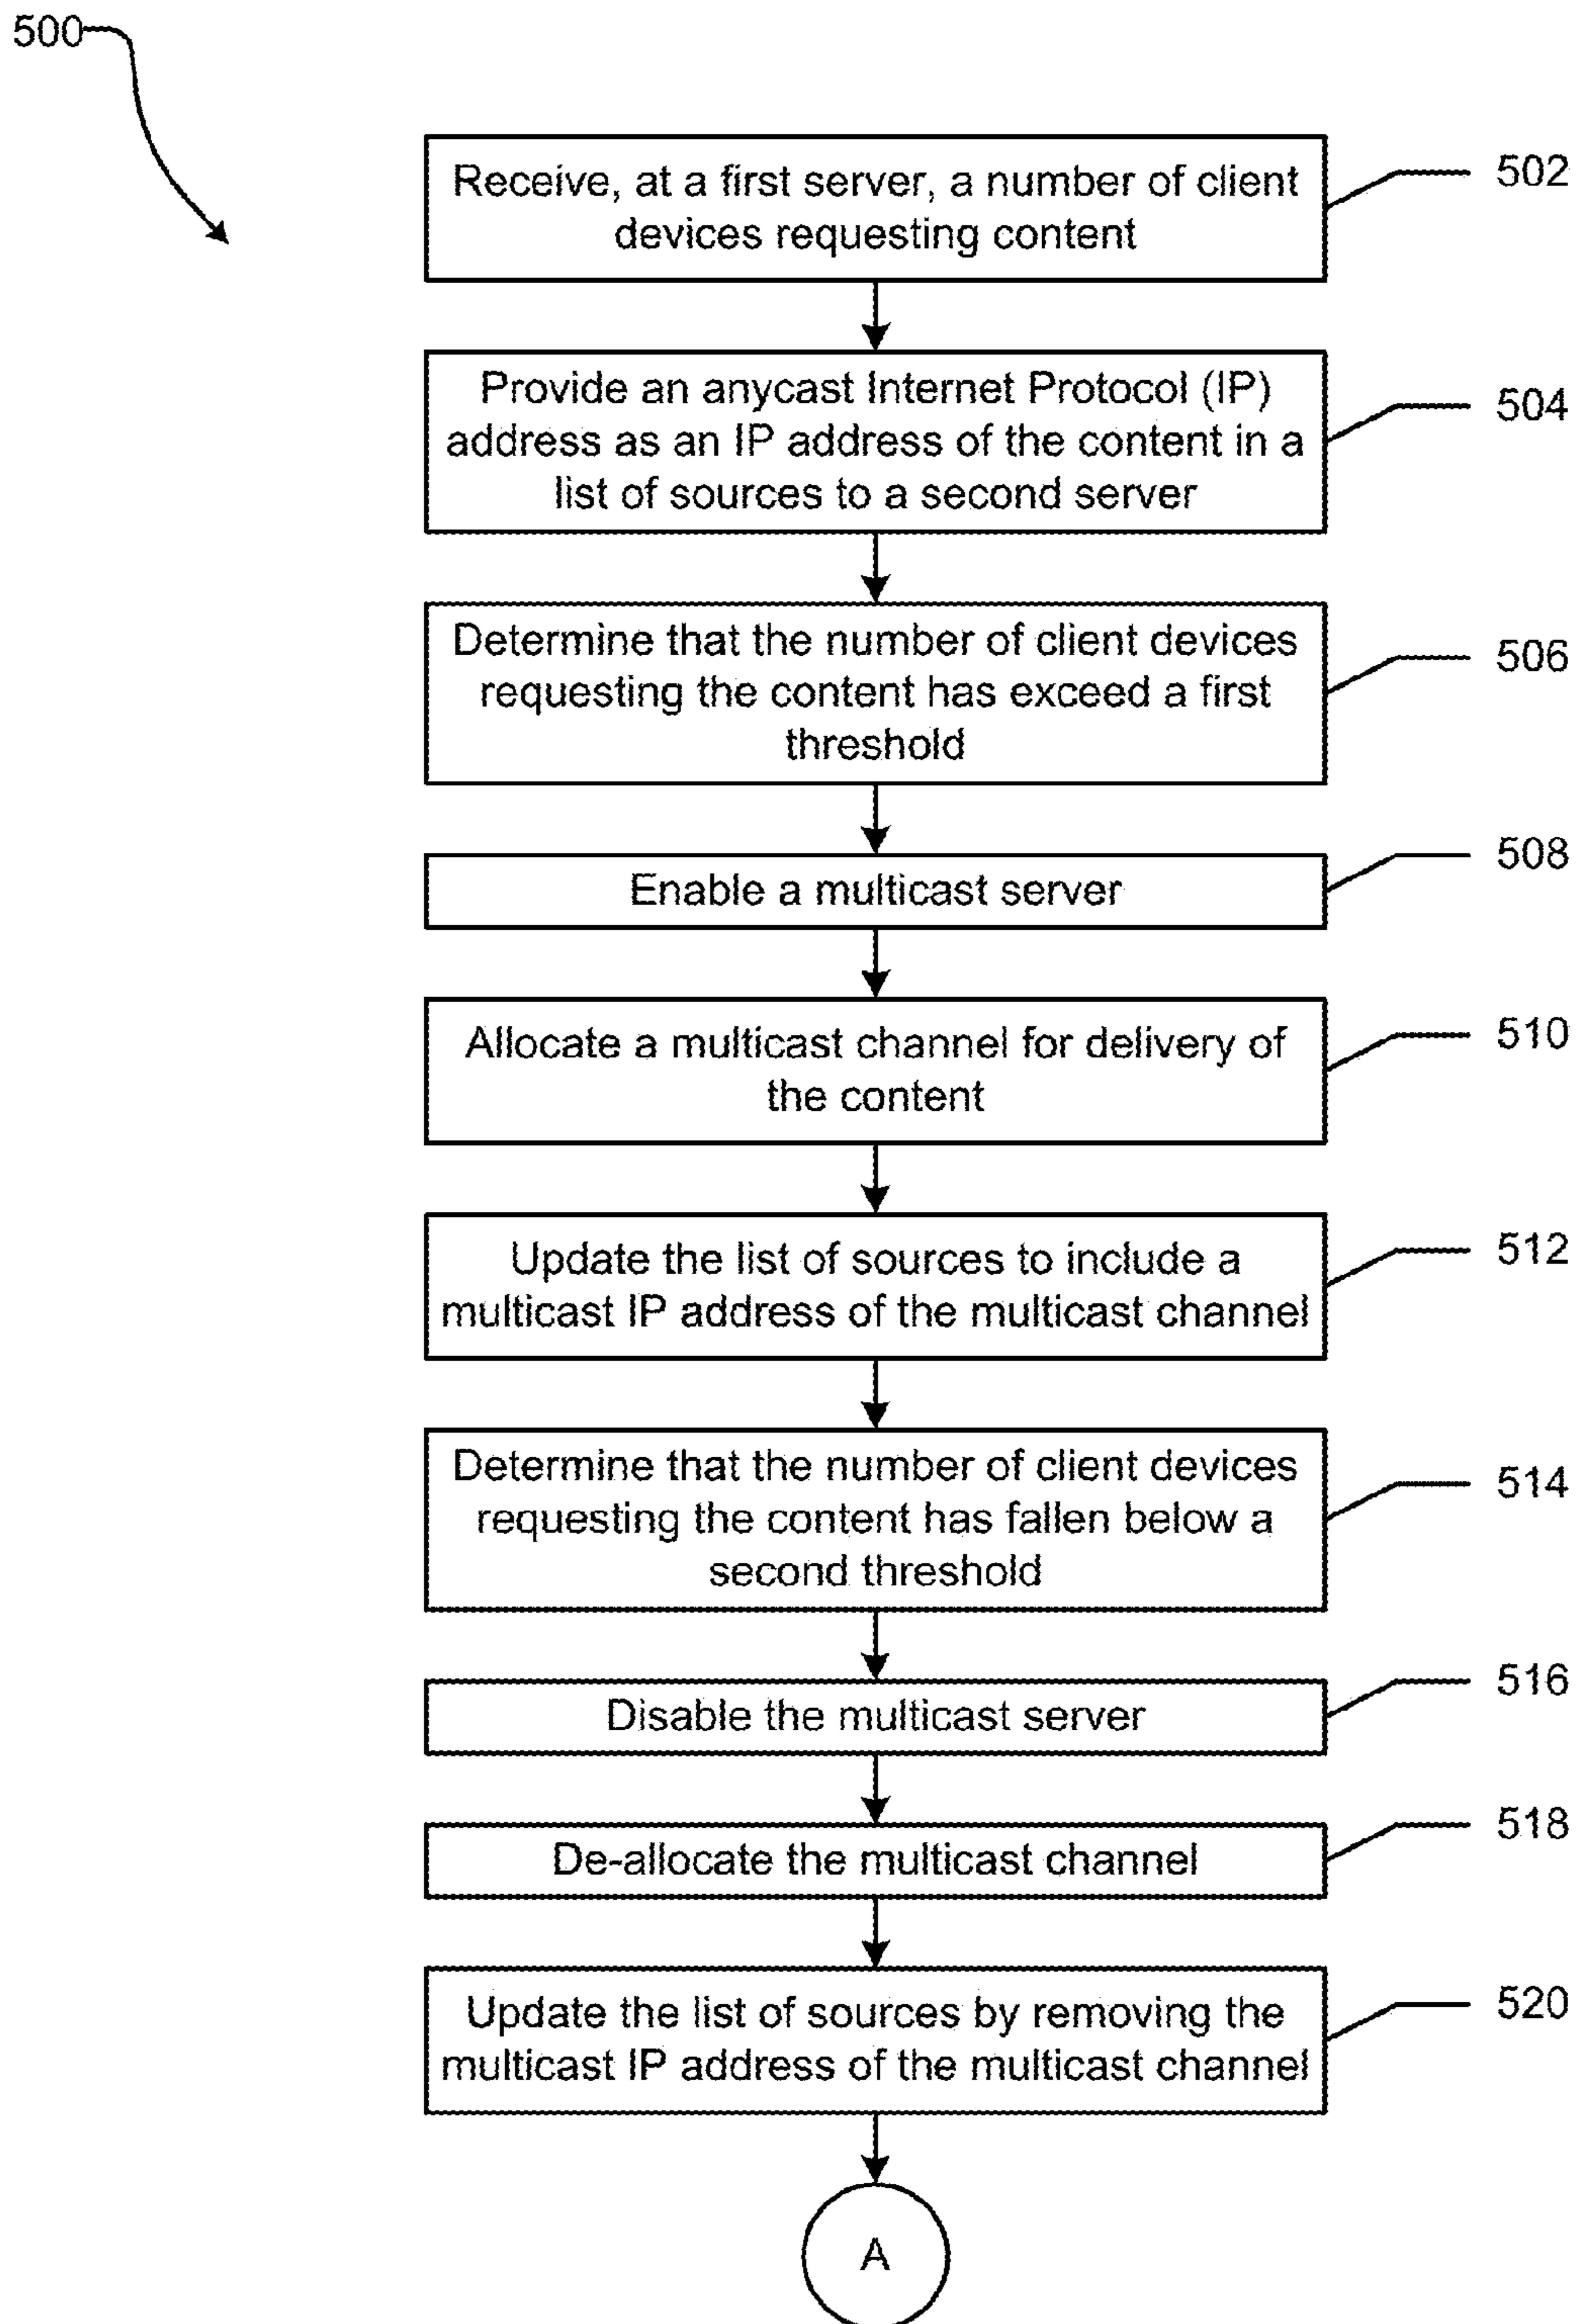 500
Receive, at a first server, a number of client
devices requesting content
502
Provide an anycast Internet Protocol (IP)
address as an IP address of the content in a
list of sources to a second server
504
Determine that the number of client devices
requesting the content has exceed a first
threshold
506
Enable a multicast server
508
Allocate a multicast channel for delivery of
the content
510
Update the list of sources to include a
multicast IP address of the multicast channel
512
Determine that the number of client devices
requesting the content has fallen below a
second threshold
514
Disable the multicast server
516
De-allocate the multicast channel
518
Update the list of sources by removing the
multicast IP address of the multicast channel
520
A